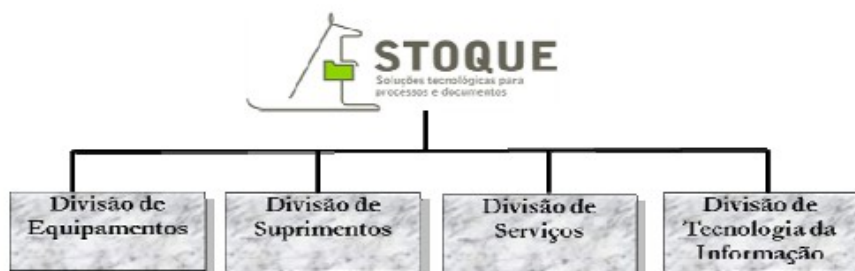 STOQUE
Soluções tecnológicas para
processos e documentos
Divisão de
Equipamentos
Divisão de
Suprimentos
Divisão de
Serviços
Divisão de
Tecnologia da
Informação